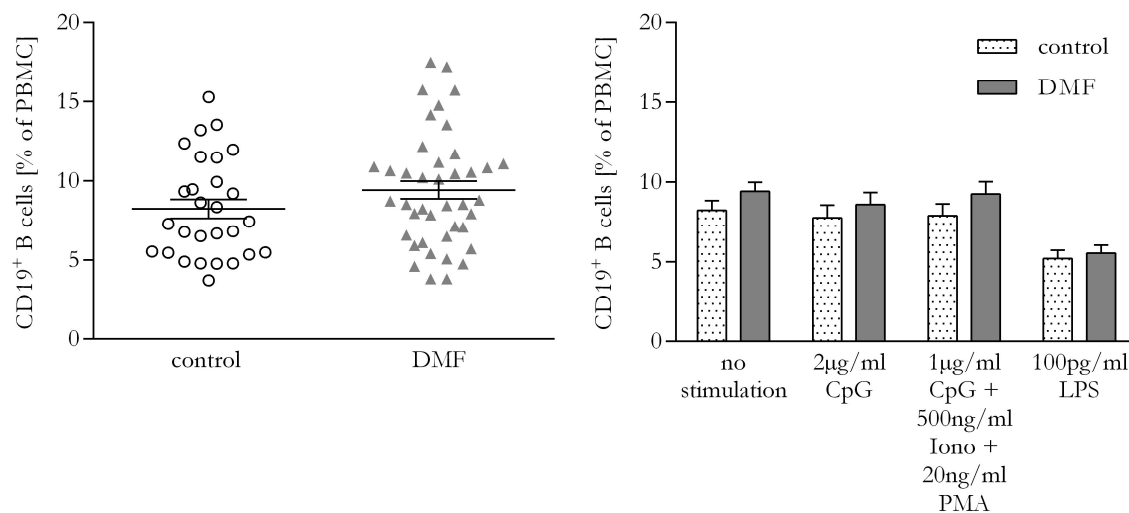 CD19+ B cells [% of PBMC]
20
15
10
5
0
control
DMF
CD19+ B cells [% of PBMC]
20
15
10
5
0
control
DMF
no
stimulation
2µg/ml
CpG
1µg/ml
CpG +
500ng/ml
Iono +
20ng/ml
PMA
100pg/ml
LPS